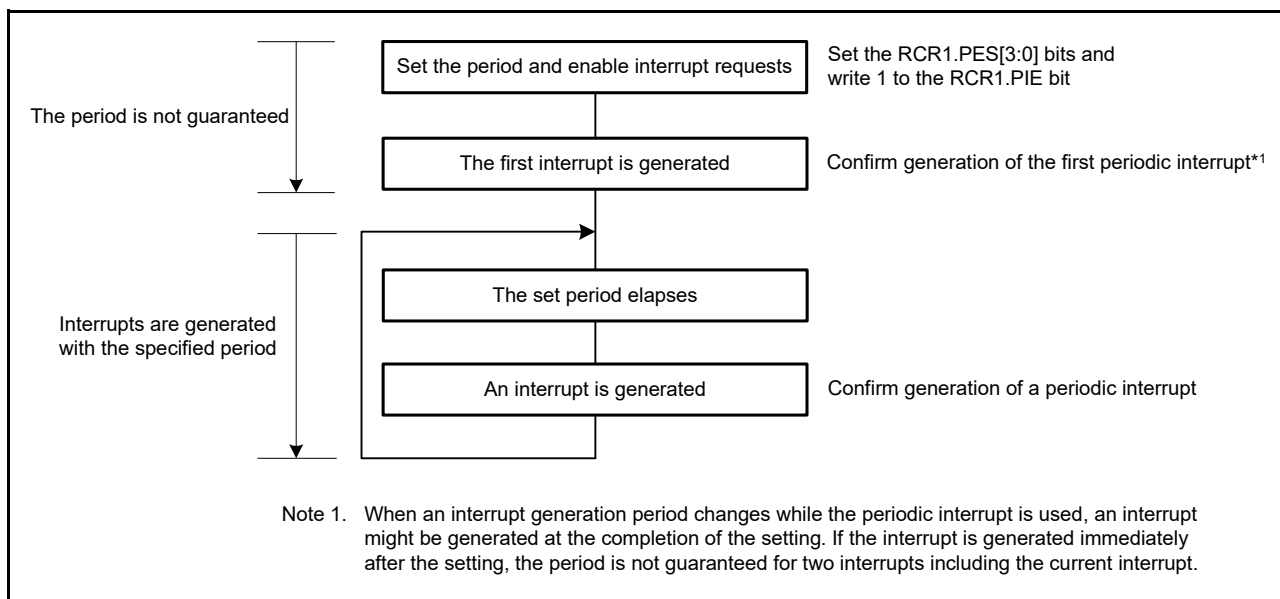 Set the period and enable interrupt requests
Set the RCR1.PES[3:0] bits and
write 1 to the RCR1.PIE bit
The period is not guaranteed
The first interrupt is generated
Confirm generation of the first periodic interrupt*1
The set period elapses
Interrupts are generated
with the specified period
An interrupt is generated
Confirm generation of a periodic interrupt
Note 1. When an interrupt generation period changes while the periodic interrupt is used, an interrupt
might be generated at the completion of the setting. If the interrupt is generated immediately
after the setting, the period is not guaranteed for two interrupts including the current interrupt.